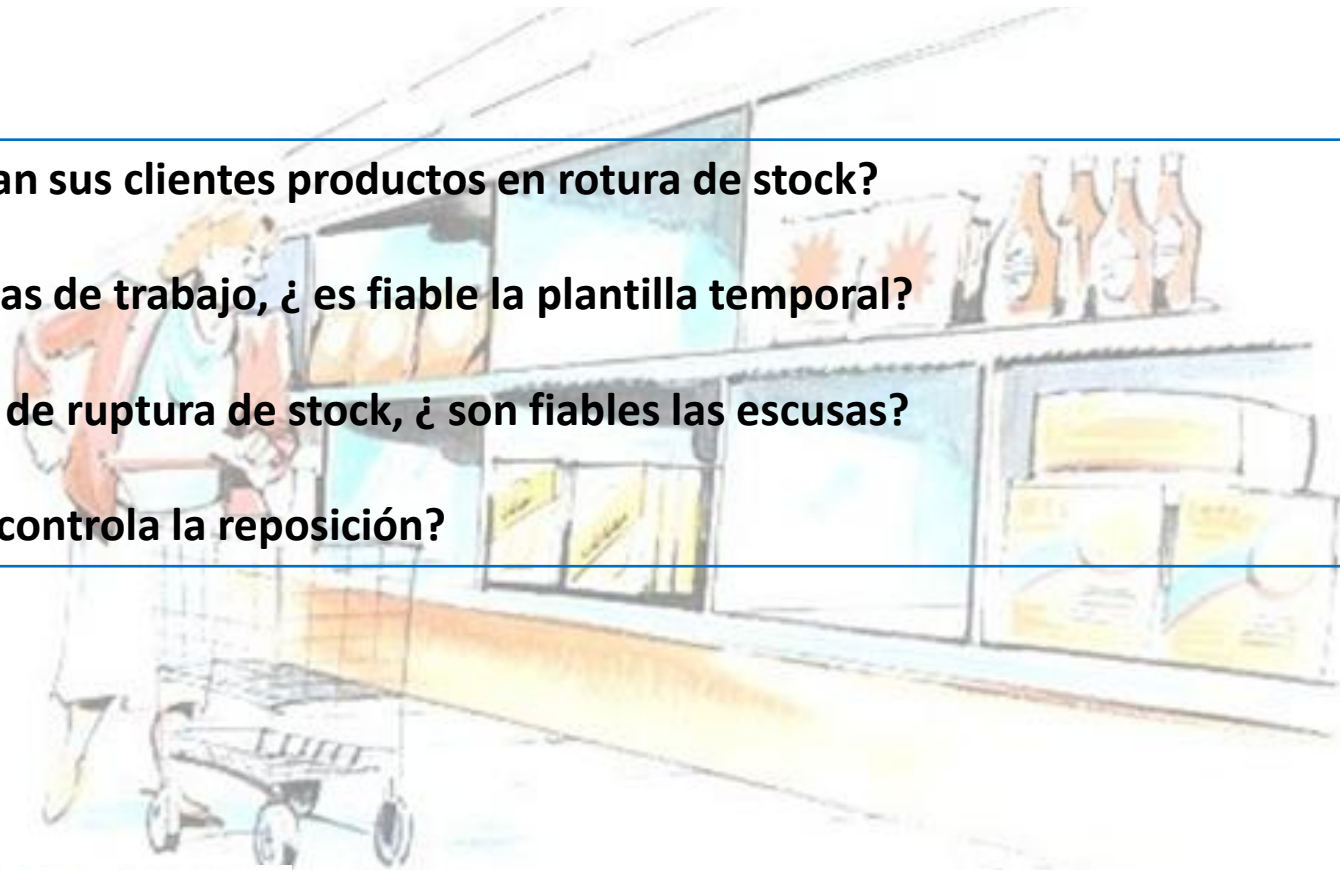 an sus clientes productos en rotura de stock?
as de trabajo, ¿ es fiable la plantilla temporal?
de ruptura de stock, ¿ son fiables las escusas?
controla la reposición?